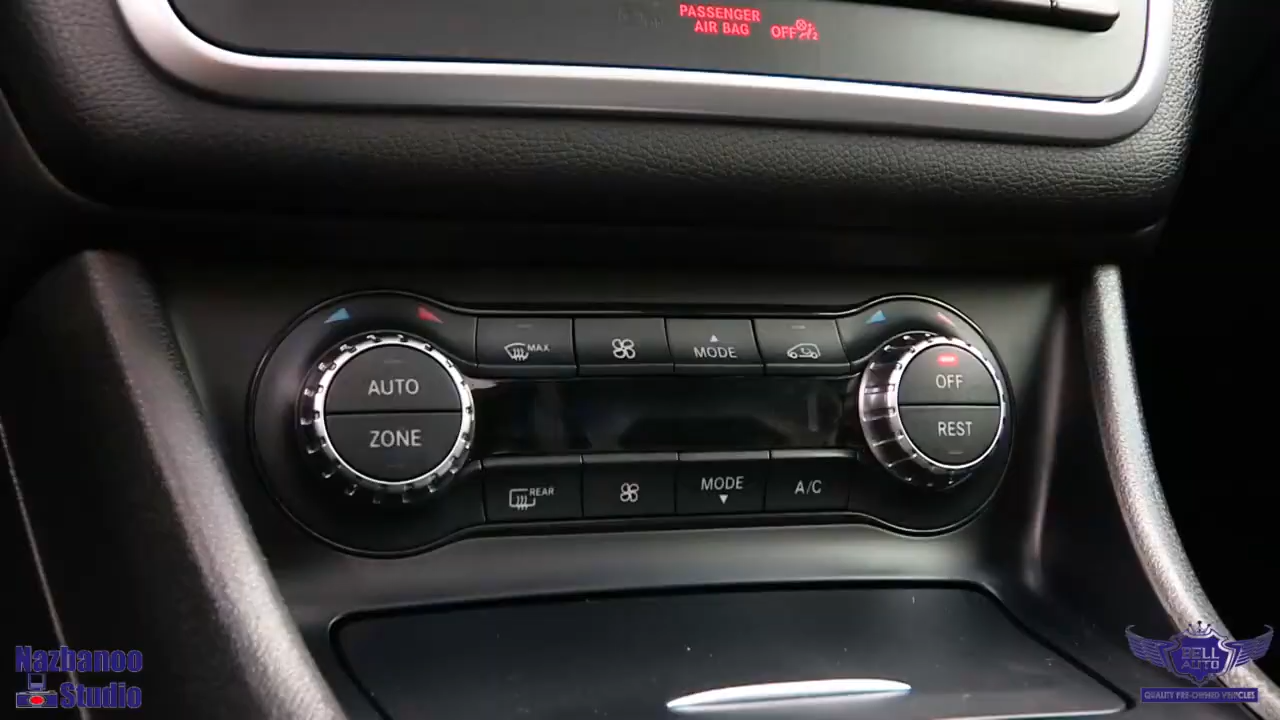 PASSENGER
AIR BAG OFF
MAX
MODE
AUTO
ZONE
OFF
REST
REAR
MODE
A/C
Nazbanoo
Studio
BELL
AUTO
QUALITY PRE-OWNED VEHICLES